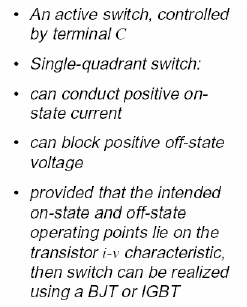 • An active switch, controlled
by terminal C
• Single-quadrant switch:
• can conduct positive on-
state current
• can block positive off-state
voltage
• provided that the intended
on-state and off-state
operating points lie on the
transistor i-v characteristic,
then switch can be realized
using a BJT or IGBT